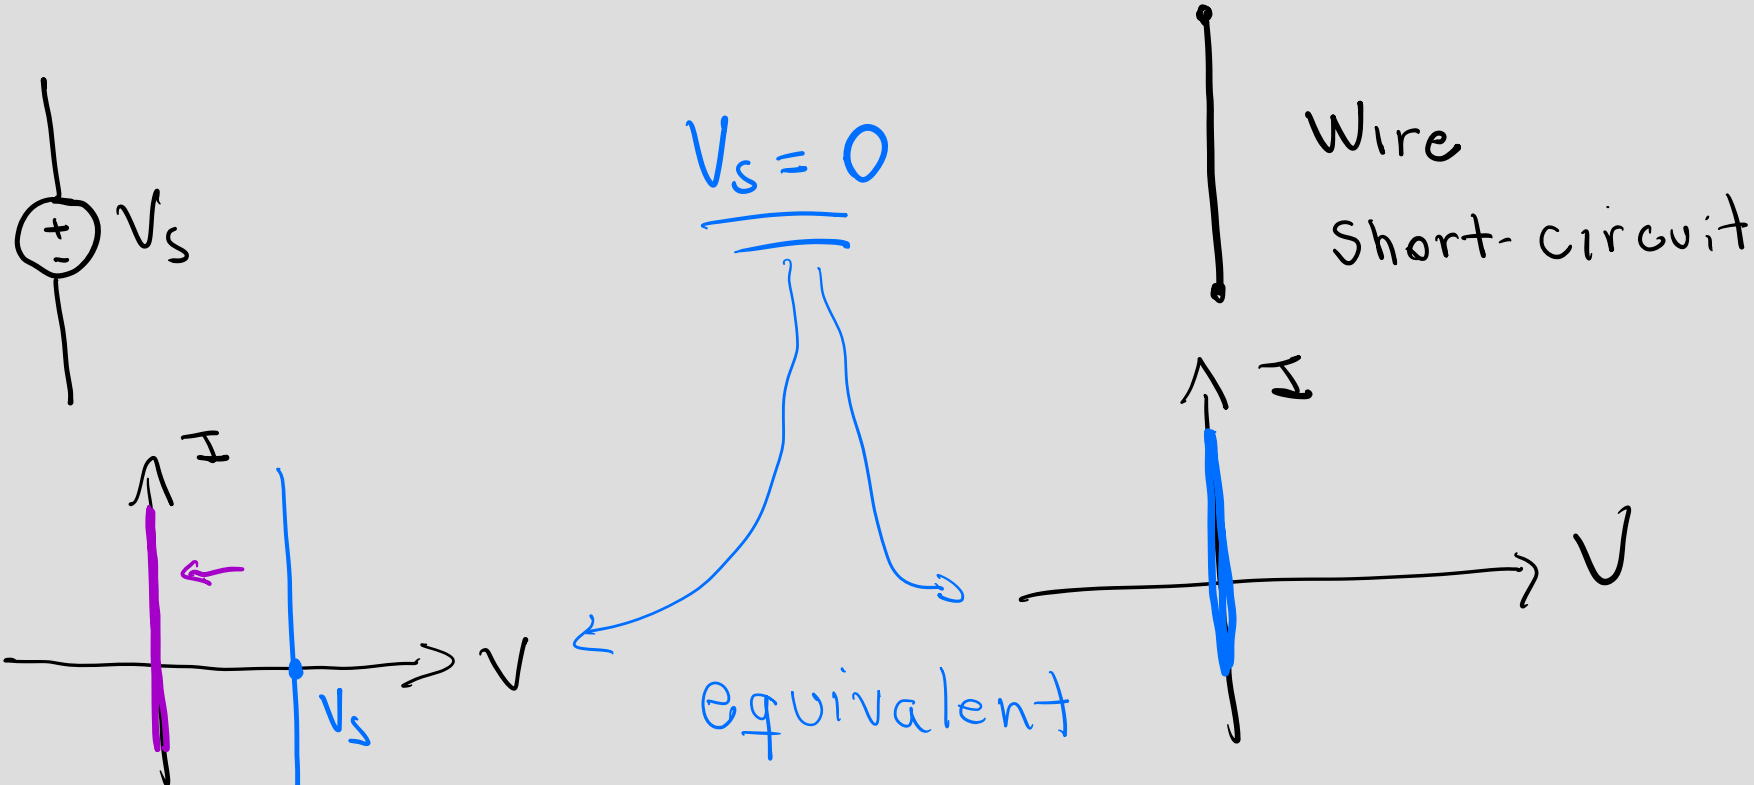 +
-
Vs
Vs = 0
Wire
Short-circuit
I
V
Vs
equivalent
I
V